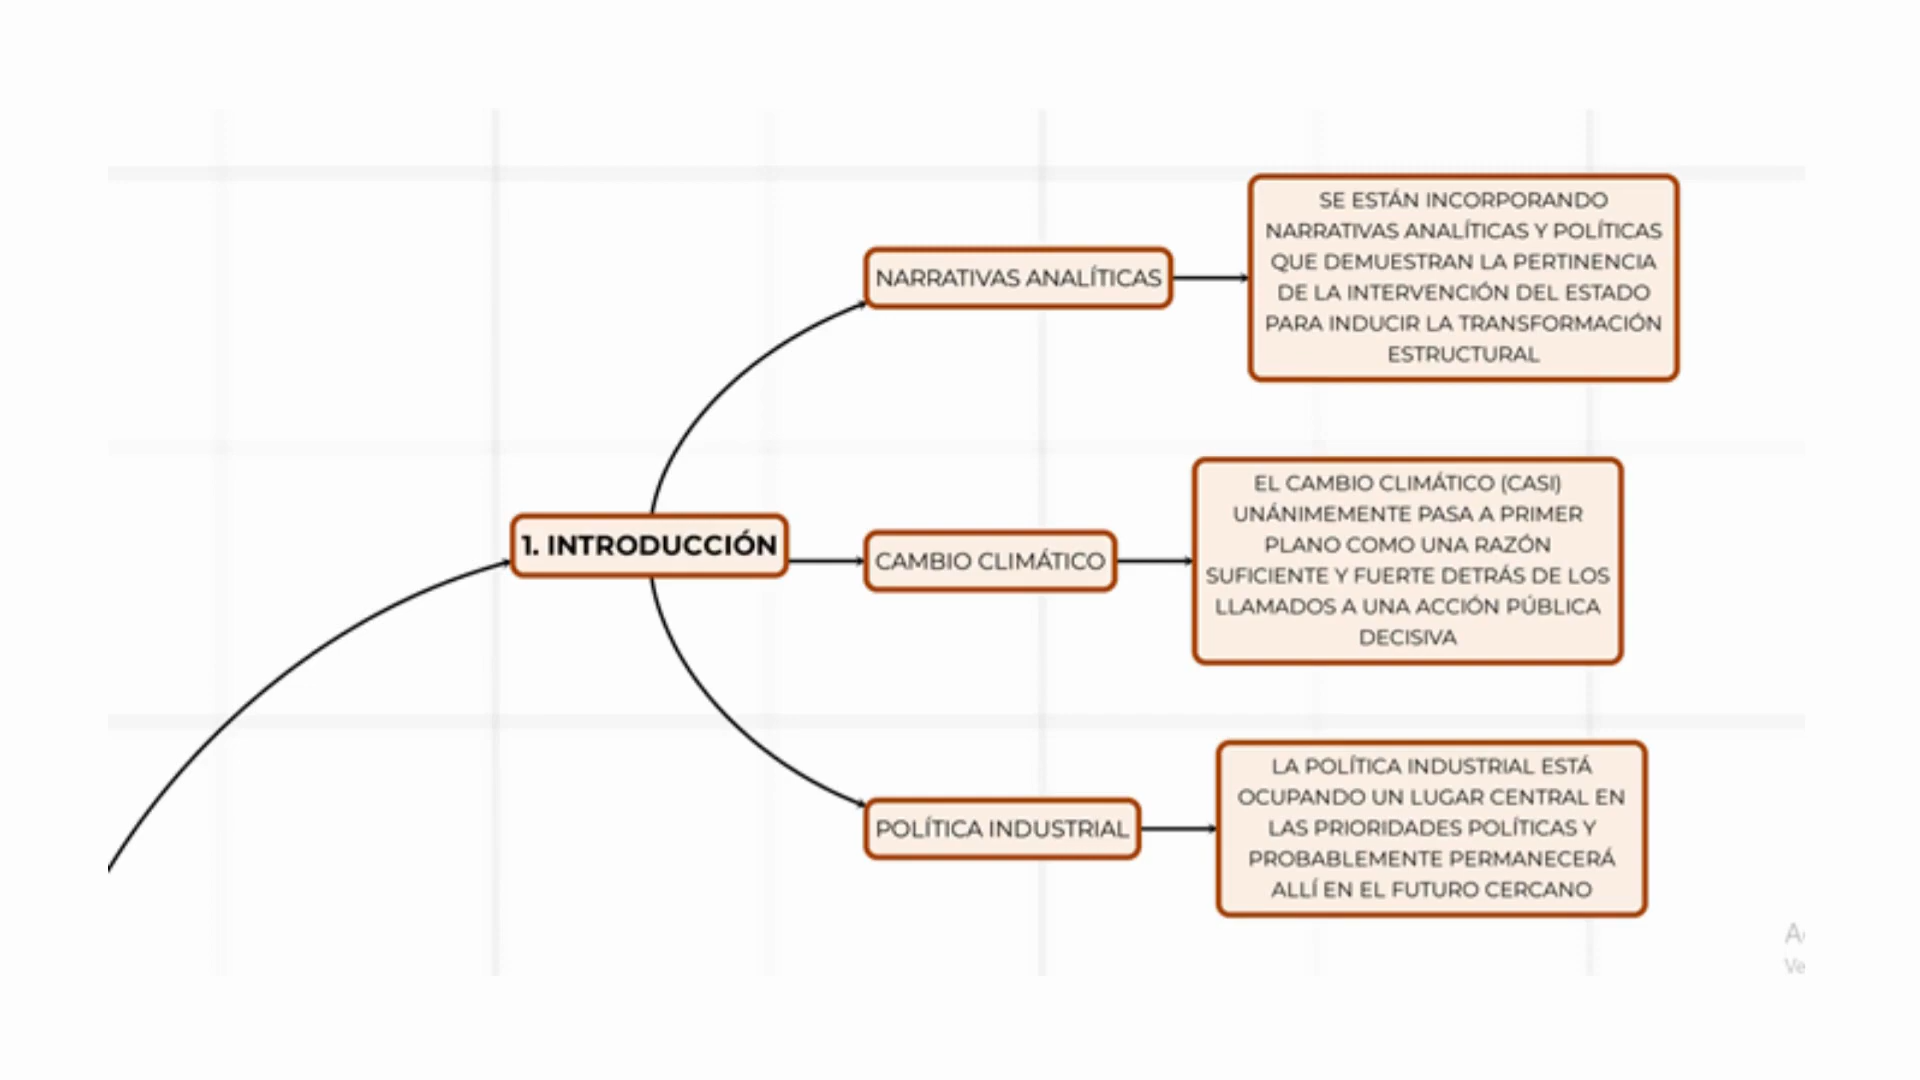 SE ESTÁN INCORPORANDO
NARRATIVAS ANALÍTICAS Y POLÍTICAS
QUE DEMUESTRAN LA PERTINENCIA
DE LA INTERVENCIÓN DEL ESTADO
PARA INDUCIR LA TRANSFORMACIÓN
ESTRUCTURAL
NARRATIVAS ANALÍTICAS
EL CAMBIO CLIMÁTICO (CASI)
UNÁNIMEMENTE PASA A PRIMER
PLANO COMO UNA RAZÓN
SUFICIENTE Y FUERTE DETRÁS DE LOS
LLAMADOS A UNA ACCIÓN PÚBLICA
DECISIVA
1. INTRODUCCIÓN
CAMBIO CLIMÁTICO
LA POLÍTICA INDUSTRIAL ESTÁ
OCUPANDO UN LUGAR CENTRAL EN
LAS PRIORIDADES POLÍTICAS Y
PROBABLEMENTE PERMANECERÁ
ALLÍ EN EL FUTURO CERCANO
POLÍTICA INDUSTRIAL